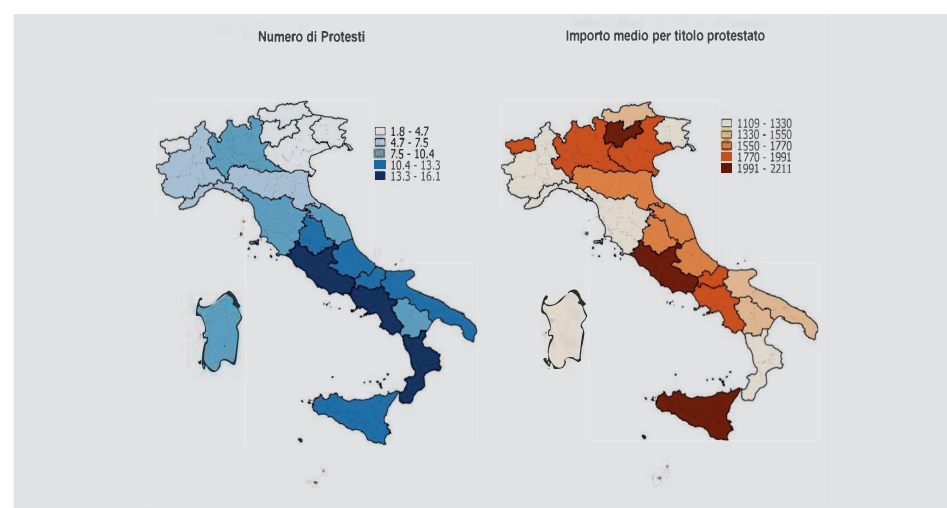 Numero di Protesti
Importo medio per titolo protestato
1.8 - 4.7
4.7 - 7.5
7.5 - 10.4
10.4 - 13.3
13.3 - 16.1
1109 - 1330
1330 - 1550
1550 - 1770
1770 - 1991
1991 - 2211